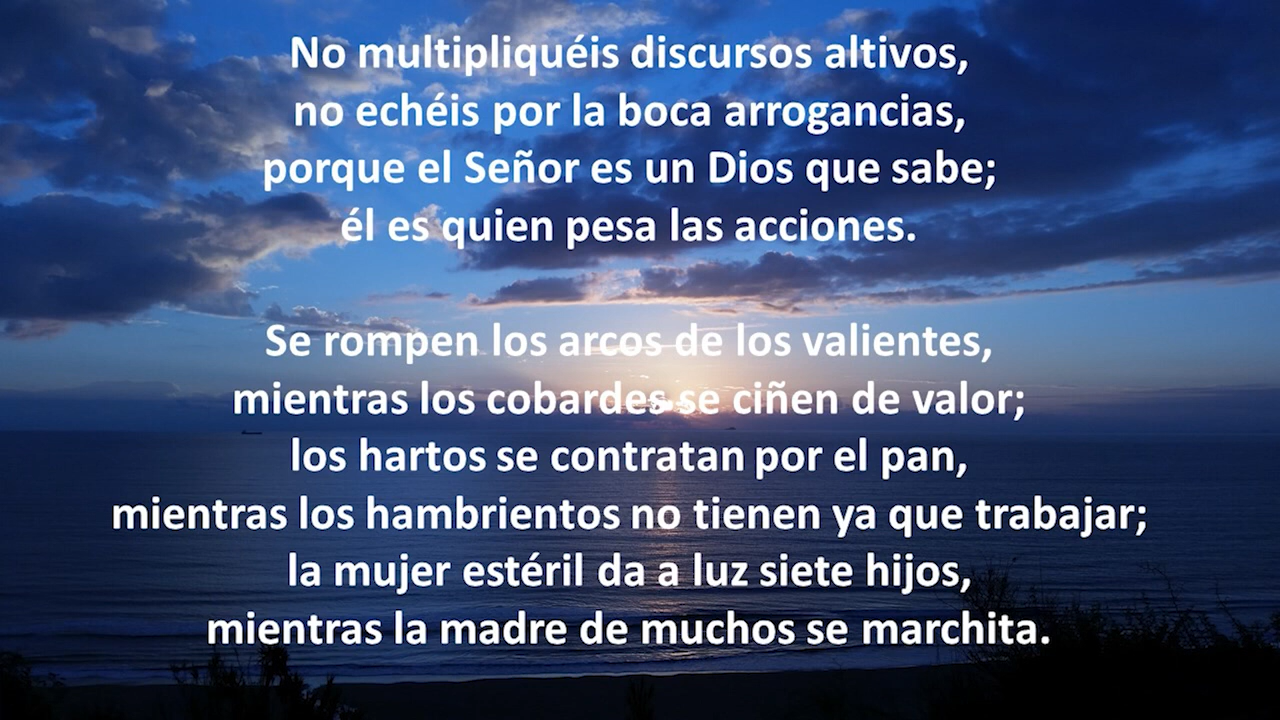 No multipliquéis discursos altivos,
no echéis por la boca arrogancias,
porque el Señor es un Dios que sabe;
él es quien pesa las acciones.
Se rompen los arcos de los valientes,
mientras los cobardes se ciñen de valor;
los hartos se contratan por el pan,
mientras los hambrientos no tienen ya que trabajar;
la mujer estéril da a luz siete hijos,
mientras la madre de muchos se marchita.